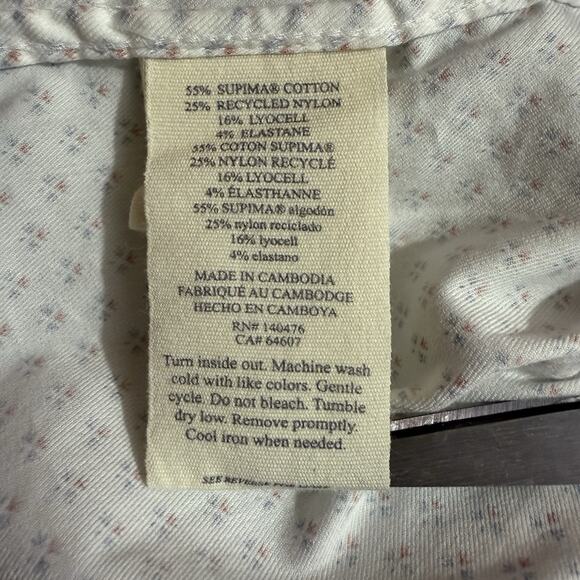 55% SUPIMA® COTTON
25% RECYCLED NYLON
16% LYOCELL
4% ELASTANE
55% COTON SUPIMA®
25% NYLON RECYCLÉ
16% LYOCELL
4% ÉLASTHANNE
55% SUPIMA® algodón
25% nylon reciclado
16% lyocell
4% elastano
MADE IN CAMBODIA
FABRIQUÉ AU CAMBODGE
HECHO EN CAMBOYA
RN# 140476
CA# 64607
Turn inside out. Machine wash
cold with like colors. Gentle
cycle. Do not bleach. Tumble
dry low. Remove promptly.
Cool iron when needed.
SEE REVERSE FOR